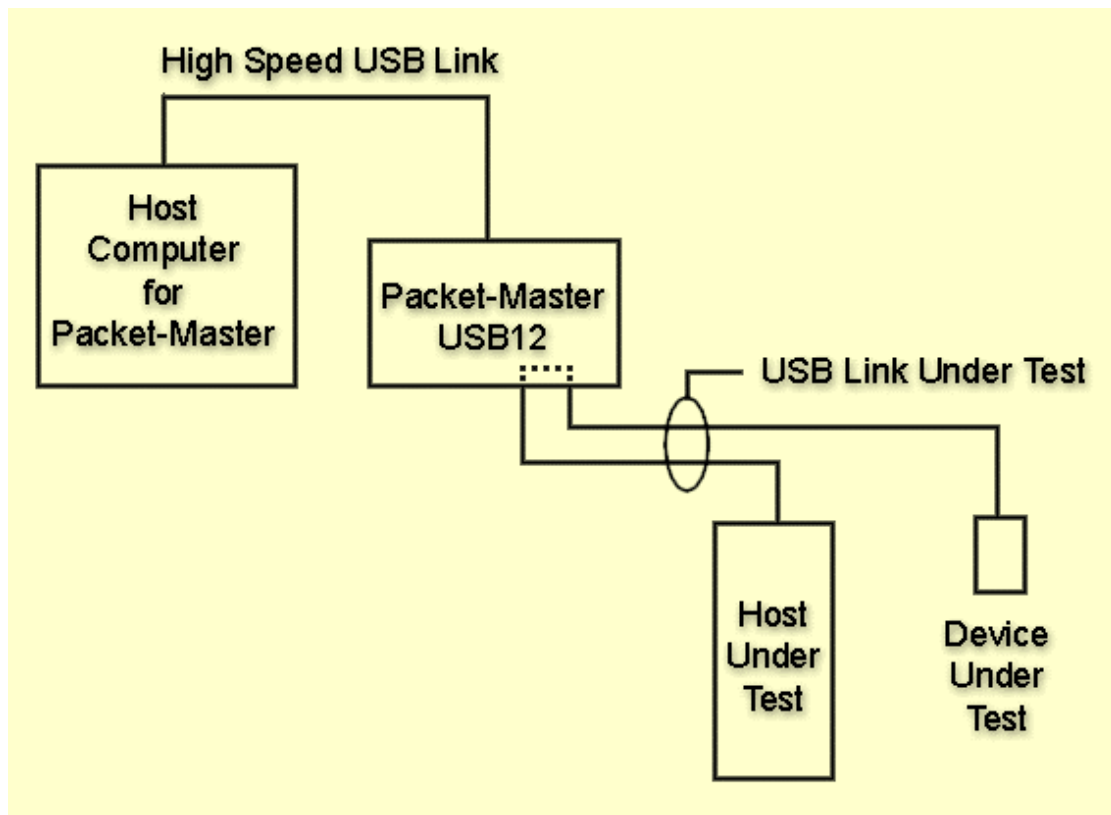 High Speed USB Link
Host
Computer
for
Packet-Master
Packet-Master
USB12
USB Link Under Test
Host
Under
Test
Device
Under
Test